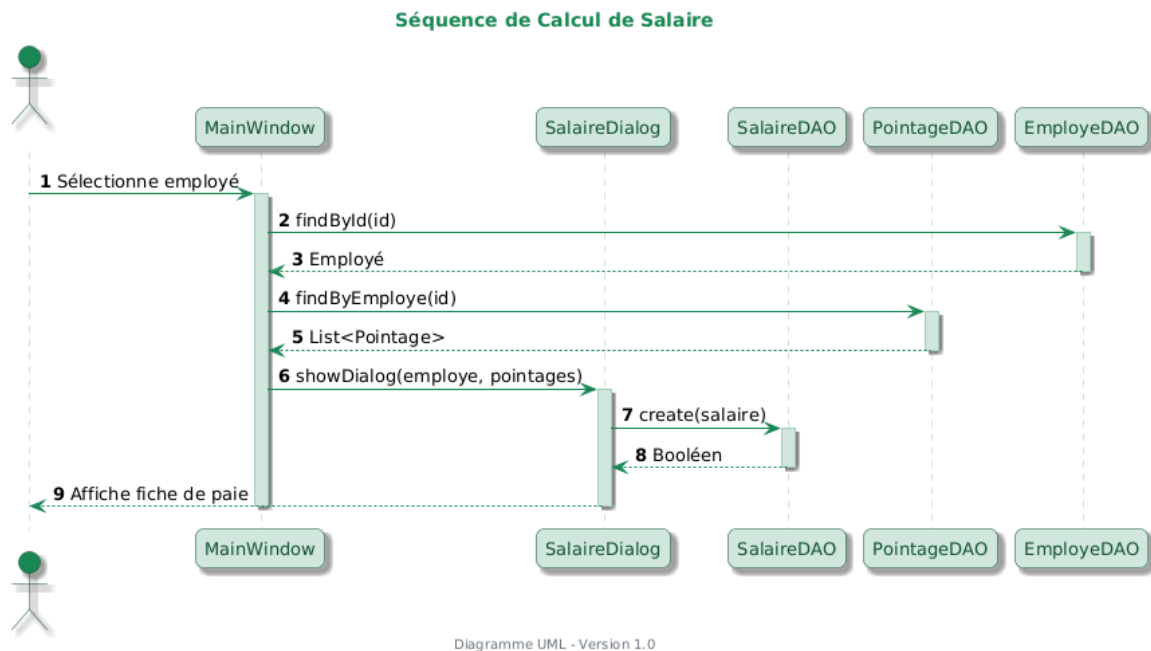 Séquence de Calcul de Salaire
MainWindow
SalaireDialog
SalaireDAO
PointageDAO
EmployeDAO
1 Sélectionne employé
2 findById(id)
3 Employé
4 findByEmploye(id)
5 List<Pointage>
6 showDialog(employe, pointages)
7 create(salaire)
8 Booléen
9 Affiche fiche de paie
MainWindow
SalaireDialog
SalaireDAO
PointageDAO
EmployeDAO
Diagramme UML - Version 1.0